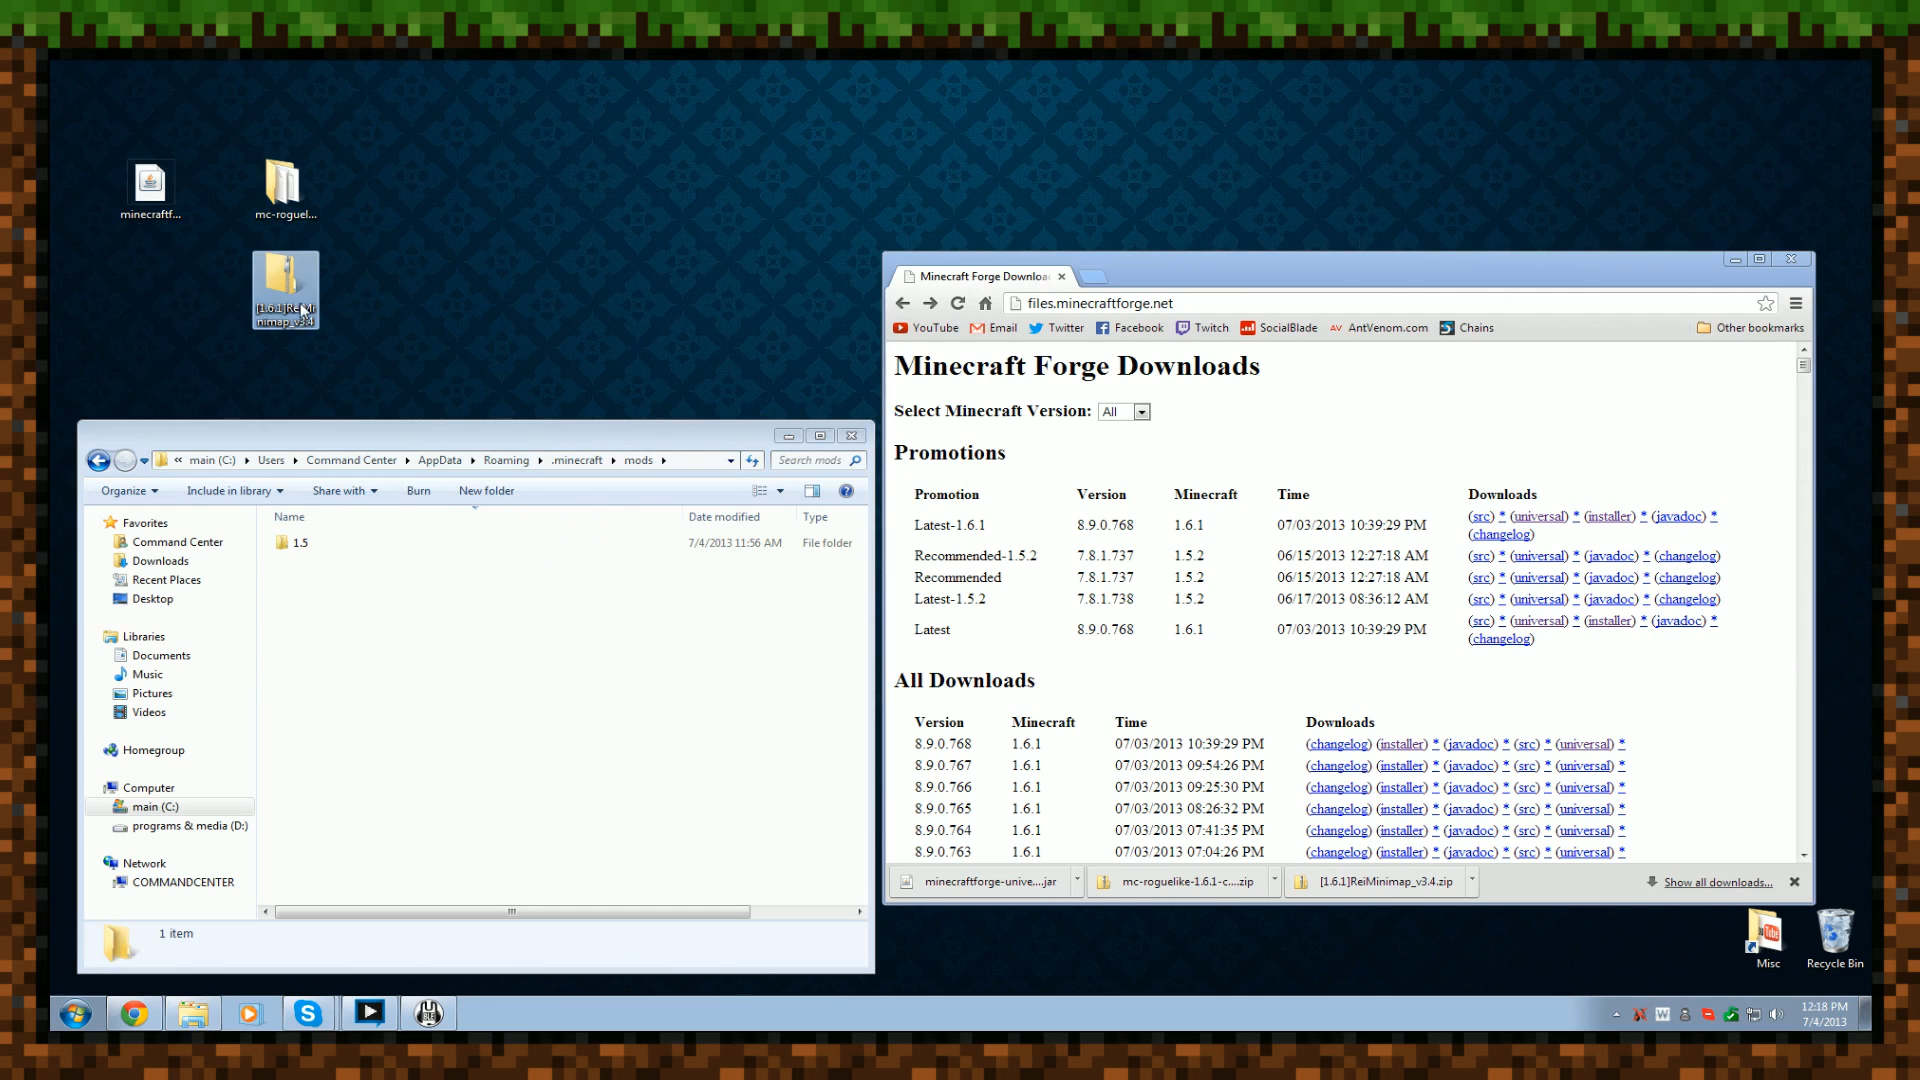 minecraftf...
mc-roguel...
[1.6.1]ReiMi
nimap_v3.4
Minecraft Forge Downloa
files.minecraftforge.net
YouTube Email Twitter Facebook Twitch SocialBlade AV AntVenom.com Chains Other bookmarks
Minecraft Forge Downloads
Select Minecraft Version: All
Promotions
Promotion Version Minecraft Time Downloads
Latest-1.6.1 8.9.0.768 1.6.1 07/03/2013 10:39:29 PM (src) * (universal) * (installer) * (javadoc) *
(changelog)
Recommended-1.5.2 7.8.1.737 1.5.2 06/15/2013 12:27:18 AM (src) * (universal) * (javadoc) * (changelog)
Recommended 7.8.1.737 1.5.2 06/15/2013 12:27:18 AM (src) * (universal) * (javadoc) * (changelog)
Latest-1.5.2 7.8.1.738 1.5.2 06/17/2013 08:36:12 AM (src) * (universal) * (javadoc) * (changelog)
Latest 8.9.0.768 1.6.1 07/03/2013 10:39:29 PM (src) * (universal) * (installer) * (javadoc) *
(changelog)
All Downloads
Version Minecraft Time Downloads
8.9.0.768 1.6.1 07/03/2013 10:39:29 PM (changelog) (installer) * (javadoc) * (src) * (universal) *
8.9.0.767 1.6.1 07/03/2013 09:54:26 PM (changelog) (installer) * (javadoc) * (src) * (universal) *
8.9.0.766 1.6.1 07/03/2013 09:25:30 PM (changelog) (installer) * (javadoc) * (src) * (universal) *
8.9.0.765 1.6.1 07/03/2013 08:26:32 PM (changelog) (installer) * (javadoc) * (src) * (universal) *
8.9.0.764 1.6.1 07/03/2013 07:41:35 PM (changelog) (installer) * (javadoc) * (src) * (universal) *
8.9.0.763 1.6.1 07/03/2013 07:04:26 PM (changelog) (installer) * (javadoc) * (src) * (universal) *
minecraftforge-unive....jar mc-roguelike-1.6.1-c....zip [1.6.1]ReiMinimap_v3.4.zip Show all downloads...
« main (C:) Users Command Center AppData Roaming .minecraft mods Search mods
Organize Include in library Share with Burn New folder
Name Date modified Type
1.5 7/4/2013 11:56 AM File folder
Favorites
Command Center
Downloads
Recent Places
Desktop
Libraries
Documents
Music
Pictures
Videos
Homegroup
Computer
main (C:)
programs & media (D:)
Network
COMMANDCENTER
1 item
Misc
Recycle Bin
12:18 PM
7/4/2013